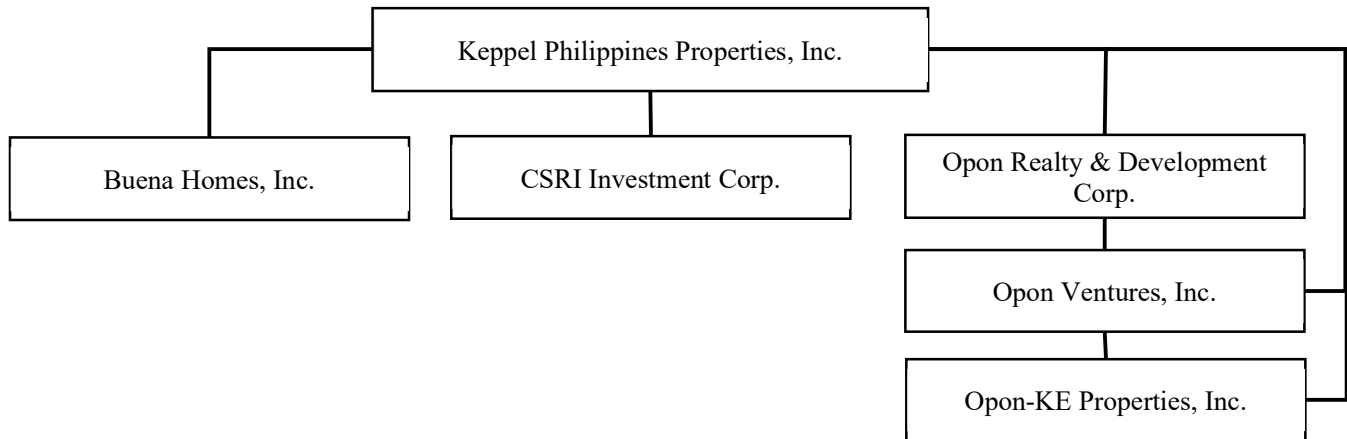 Keppel Philippines Properties, Inc.
Buena Homes, Inc.
CSRI Investment Corp.
Opon Realty & Development
Corp.
Opon Ventures, Inc.
Opon-KE Properties, Inc.